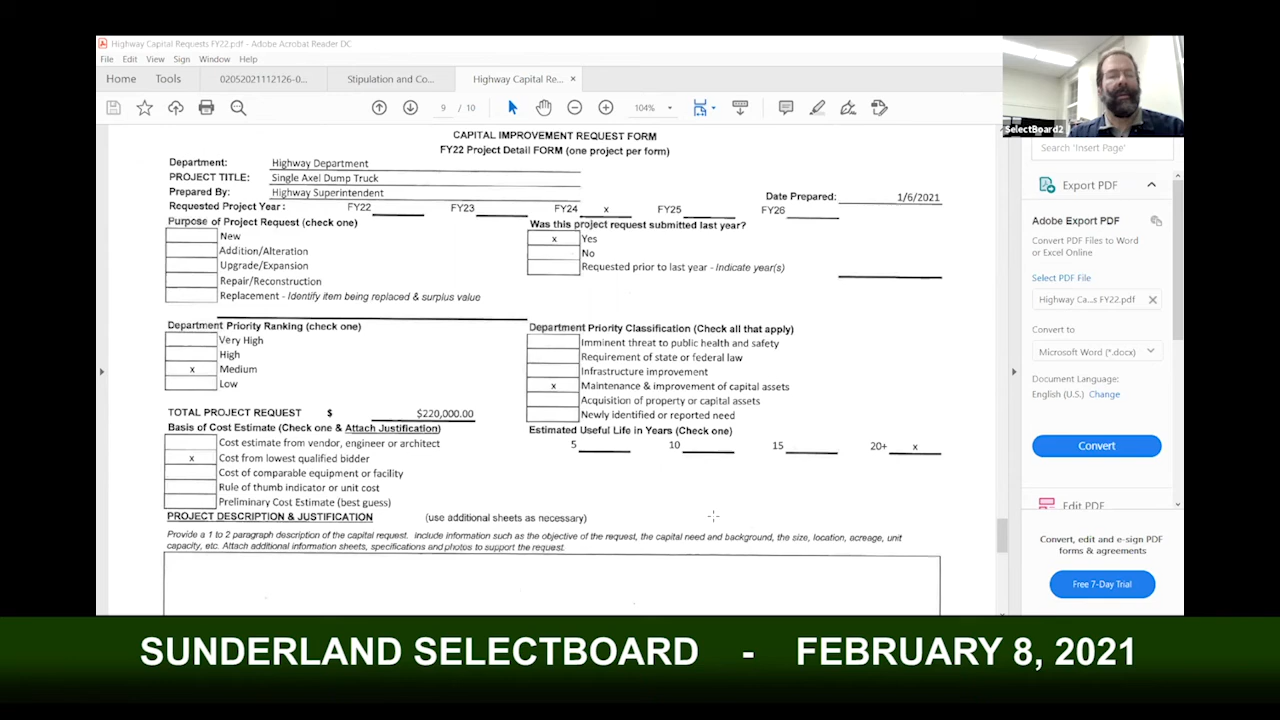 Highway Capital Requests FY22.pdf - Adobe Acrobat Reader DC
File Edit View Sign Window Help
Home Tools 02052021112126-0... Stipulation and Co... Highway Capital Re... ×
9 / 10 104%
SelectBoard2
CAPITAL IMPROVEMENT REQUEST FORM
FY22 Project Detail FORM (one project per form)
Department: Highway Department
PROJECT TITLE: Single Axel Dump Truck
Prepared By: Highway Superintendent
Date Prepared: 1/6/2021
Requested Project Year: FY22 FY23 FY24 x FY25 FY26
Purpose of Project Request (check one)
New
Addition/Alteration
Upgrade/Expansion
Repair/Reconstruction
Replacement - Identify item being replaced & surplus value
Was this project request submitted last year?
x Yes
No
Requested prior to last year - Indicate year(s)
Department Priority Ranking (check one)
Very High
High
x Medium
Low
Department Priority Classification (Check all that apply)
Imminent threat to public health and safety
Requirement of state or federal law
Infrastructure improvement
x Maintenance & improvement of capital assets
Acquisition of property or capital assets
Newly identified or reported need
TOTAL PROJECT REQUEST $ $220,000.00
Basis of Cost Estimate (Check one & Attach Justification)
Cost estimate from vendor, engineer or architect
x Cost from lowest qualified bidder
Cost of comparable equipment or facility
Rule of thumb indicator or unit cost
Preliminary Cost Estimate (best guess)
Estimated Useful Life in Years (Check one)
5 10 15 20+ x
PROJECT DESCRIPTION & JUSTIFICATION (use additional sheets as necessary)
Provide a 1 to 2 paragraph description of the capital request. Include information such as the objective of the request, the capital need and background, the size, location, acreage, unit
capacity, etc. Attach additional information sheets, specifications and photos to support the request.
Search 'Insert Page'
Export PDF
Adobe Export PDF
Convert PDF Files to Word
or Excel Online
Select PDF File
Highway Ca...s FY22.pdf ×
Convert to
Microsoft Word (*.docx)
Document Language:
English (U.S.) Change
Convert
Edit PDF
Convert, edit and e-sign PDF
forms & agreements
Free 7-Day Trial
SUNDERLAND SELECTBOARD - FEBRUARY 8, 2021